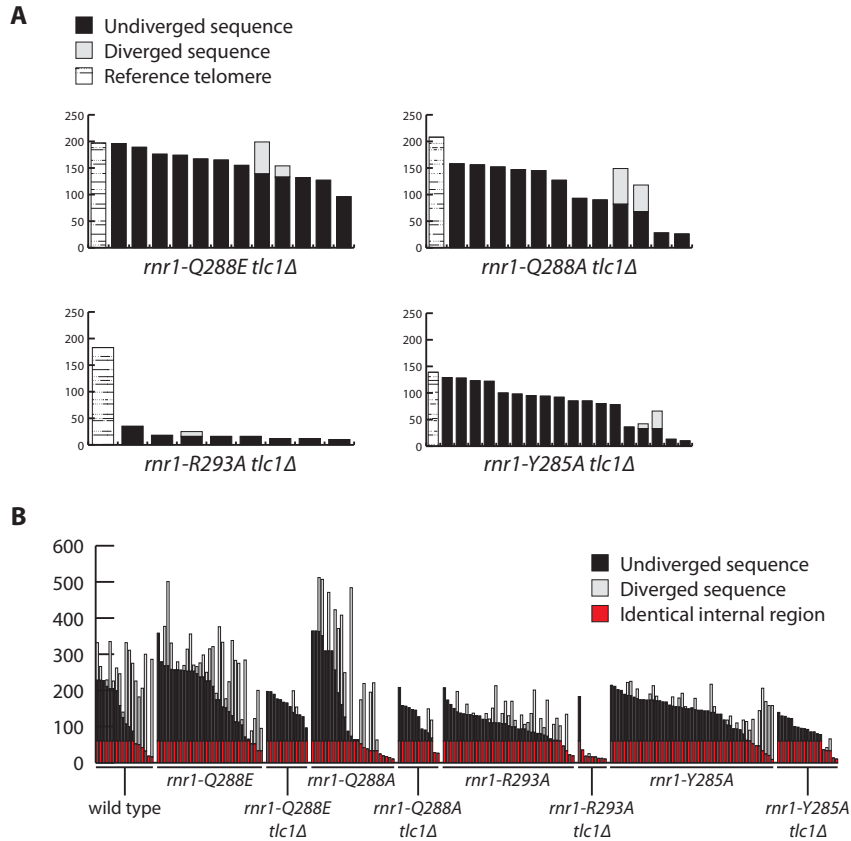 A
Undiverged sequence
Diverged sequence
Reference telomere
250
200
150
100
50
0
rnr1-Q288E tlc1Δ
250
200
150
100
50
0
rnr1-Q288A tlc1Δ
250
200
150
100
50
0
rnr1-R293A tlc1Δ
250
200
150
100
50
0
rnr1-Y285A tlc1Δ
B
600
500
400
300
200
100
0
Undiverged sequence
Diverged sequence
Identical internal region
rnr1-Q288E rnr1-Q288A rnr1-R293A rnr1-Y285A
wild type rnr1-Q288E rnr1-Q288A rnr1-R293A rnr1-Y285A
tlc1Δ tlc1Δ tlc1Δ tlc1Δ